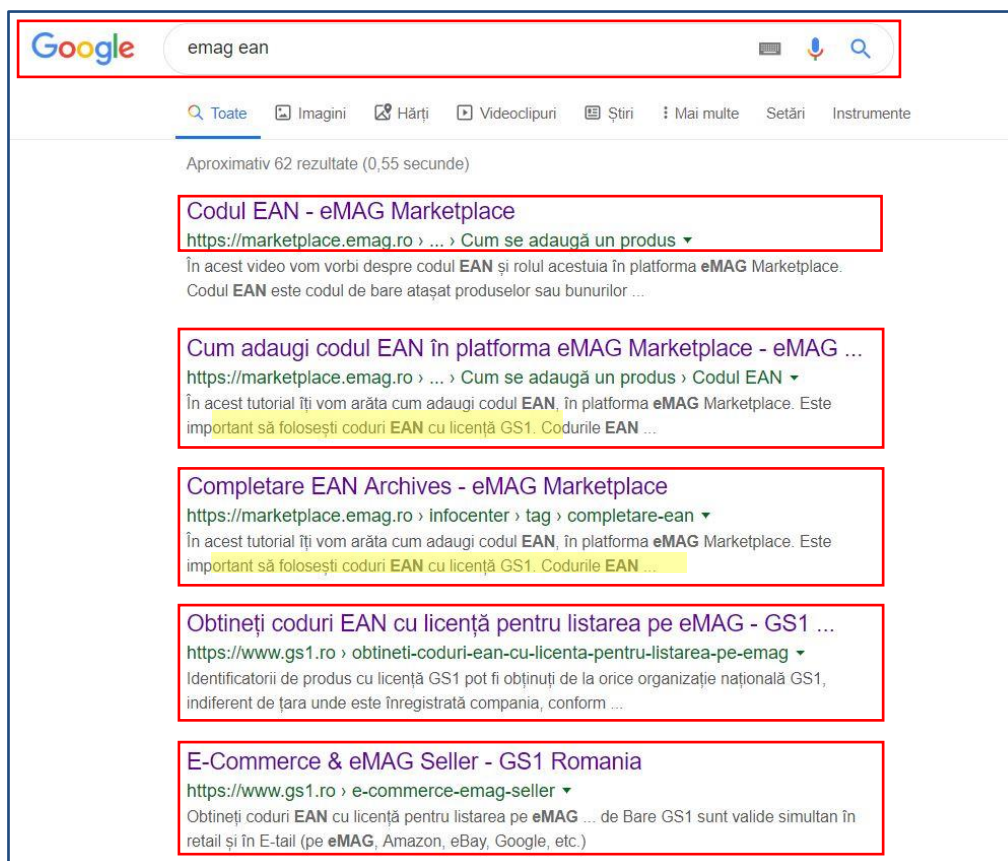 Google emag ean
Toate Imagini Hărți Videoclipuri Știri Mai multe Setări Instrumente
Aproximativ 62 rezultate (0,55 secunde)
Codul EAN - eMAG Marketplace
https://marketplace.emag.ro › ... › Cum se adaugă un produs
În acest video vom vorbi despre codul EAN și rolul acestuia în platforma eMAG Marketplace.
Codul EAN este codul de bare atașat produselor sau bunurilor ...
Cum adaugi codul EAN în platforma eMAG Marketplace - eMAG ...
https://marketplace.emag.ro › ... › Cum se adaugă un produs › Codul EAN
În acest tutorial îți vom arăta cum adaugi codul EAN, în platforma eMAG Marketplace. Este
important să folosești coduri EAN cu licență GS1. Codurile EAN ...
Completare EAN Archives - eMAG Marketplace
https://marketplace.emag.ro › infocenter › tag › completare-ean
În acest tutorial îți vom arăta cum adaugi codul EAN, în platforma eMAG Marketplace. Este
important să folosești coduri EAN cu licență GS1. Codurile EAN ...
Obtineți coduri EAN cu licență pentru listarea pe eMAG - GS1 ...
https://www.gs1.ro › obtineti-coduri-ean-cu-licenta-pentru-listarea-pe-emag
Identificatorii de produs cu licență GS1 pot fi obținuți de la orice organizație națională GS1,
indiferent de țara unde este înregistrată compania, conform ...
E-Commerce & eMAG Seller - GS1 Romania
https://www.gs1.ro › e-commerce-emag-seller
Obtineți coduri EAN cu licență pentru listarea pe eMAG ... de Bare GS1 sunt valide simultan în
retail și în E-tail (pe eMAG, Amazon, eBay, Google, etc.)